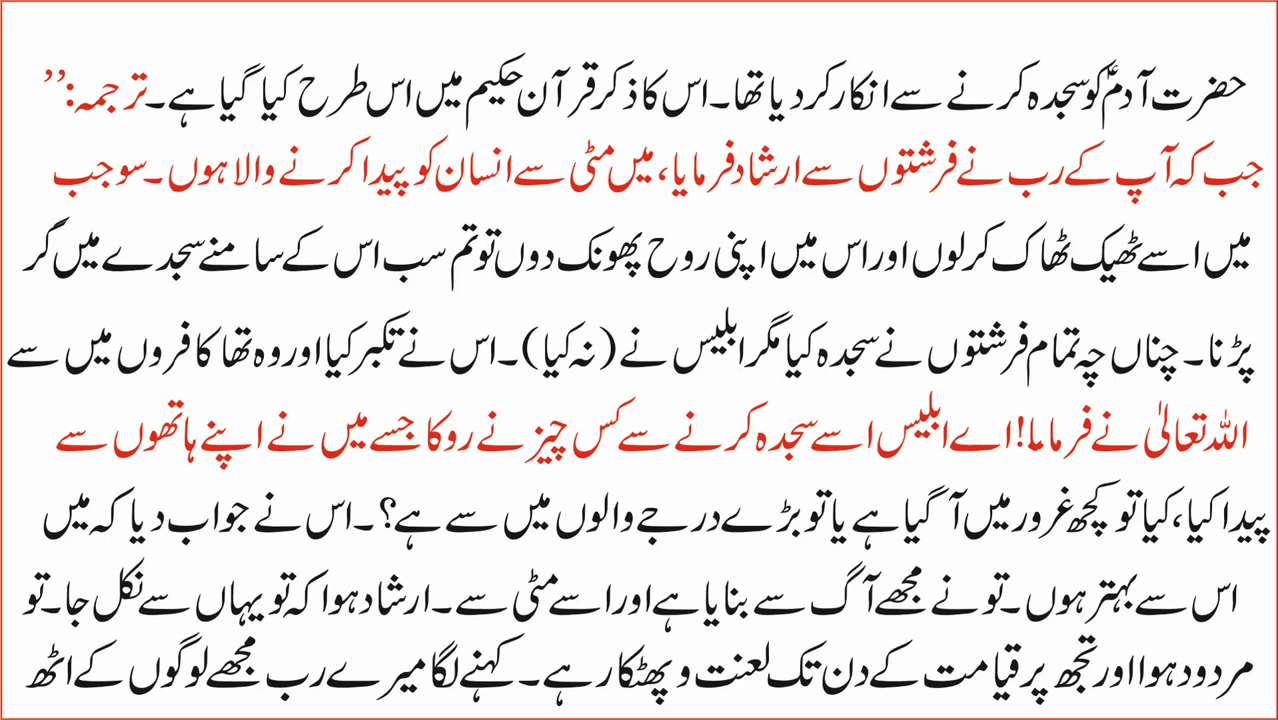 حضرت آدمؑ کو سجدہ کرنے سے انکار کر دیا تھا۔ اس کا ذکر قرآن حکیم میں اس طرح کیا گیا ہے۔ ترجمہ: ’’
جب کہ آپ کے رب نے فرشتوں سے ارشاد فرمایا، میں مٹی سے انسان کو پیدا کرنے والا ہوں۔ سو جب
میں اسے ٹھیک ٹھاک کر لوں اور اس میں اپنی روح پھونک دوں تو تم سب اس کے سامنے سجدے میں گر
پڑنا۔ چناں چہ تمام فرشتوں نے سجدہ کیا مگر ابلیس نے (نہ کیا)۔ اس نے تکبر کیا اور وہ تھا کافروں میں سے
اللہ تعالیٰ نے فرمایا! اے ابلیس اسے سجدہ کرنے سے کس چیز نے روکا جسے میں نے اپنے ہاتھوں سے
پیدا کیا، کیا تو کچھ غرور میں آ گیا ہے یا تو بڑے درجے والوں میں سے ہے؟۔ اس نے جواب دیا کہ میں
اس سے بہتر ہوں۔ تو نے مجھے آگ سے بنایا ہے اور اسے مٹی سے۔ ارشاد ہوا کہ تو یہاں سے نکل جا۔ تو
مردود ہوا اور تجھ پر قیامت کے دن تک لعنت و پھٹکار ہے۔ کہنے لگا میرے رب مجھے لوگوں کے اٹھ